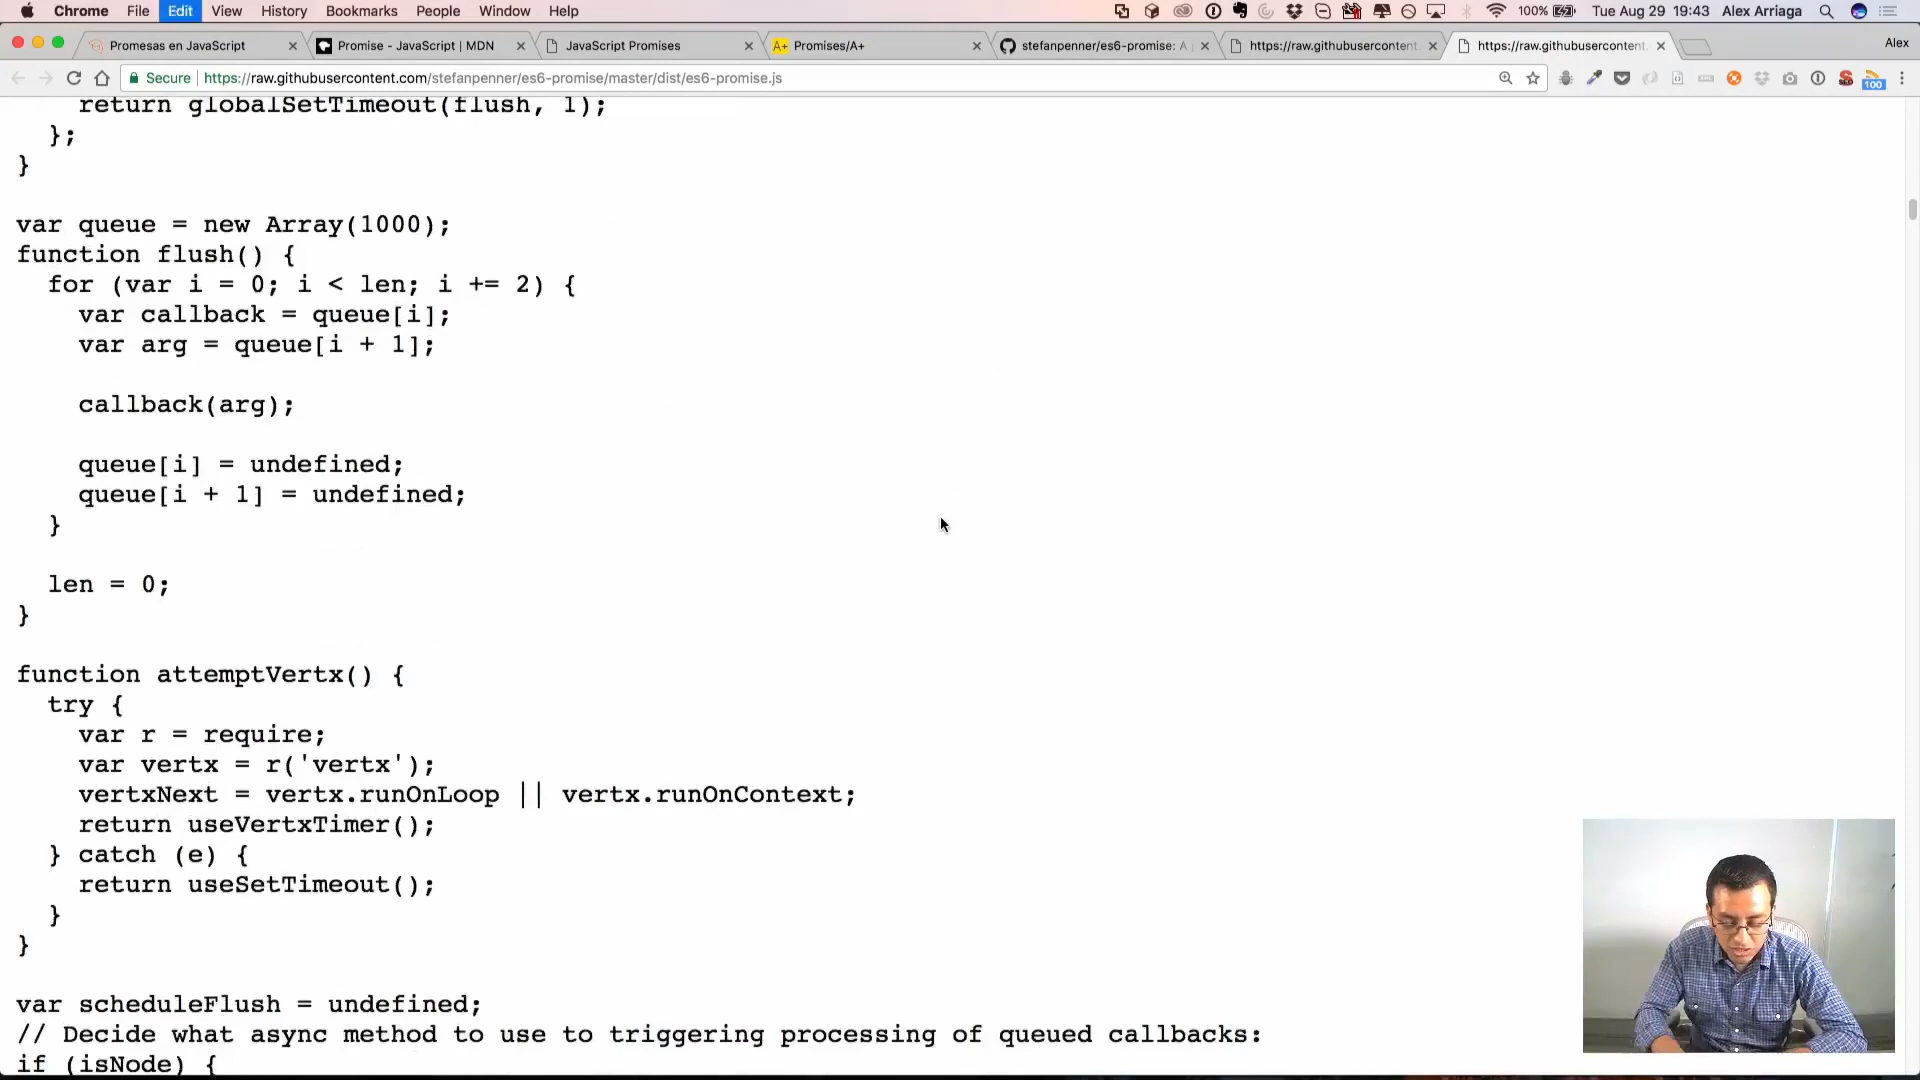 Chrome File Edit View History Bookmarks People Window Help 100% Tue Aug 29 19:43 Alex Arriaga
Promesas en JavaScript Promise - JavaScript | MDN JavaScript Promises A+ Promises/A+ stefanpenner/es6-promise: A https://raw.githubusercontent. https://raw.githubusercontent. Alex
Secure https://raw.githubusercontent.com/stefanpenner/es6-promise/master/dist/es6-promise.js 100
return globalSetTimeout(flush, 1);
};
}
var queue = new Array(1000);
function flush() {
for (var i = 0; i < len; i += 2) {
var callback = queue[i];
var arg = queue[i + 1];
callback(arg);
queue[i] = undefined;
queue[i + 1] = undefined;
}
len = 0;
}
function attemptVertx() {
try {
var r = require;
var vertx = r('vertx');
vertxNext = vertx.runOnLoop || vertx.runOnContext;
return useVertxTimer();
} catch (e) {
return useSetTimeout();
}
}
var scheduleFlush = undefined;
// Decide what async method to use to triggering processing of queued callbacks:
if (isNode) {